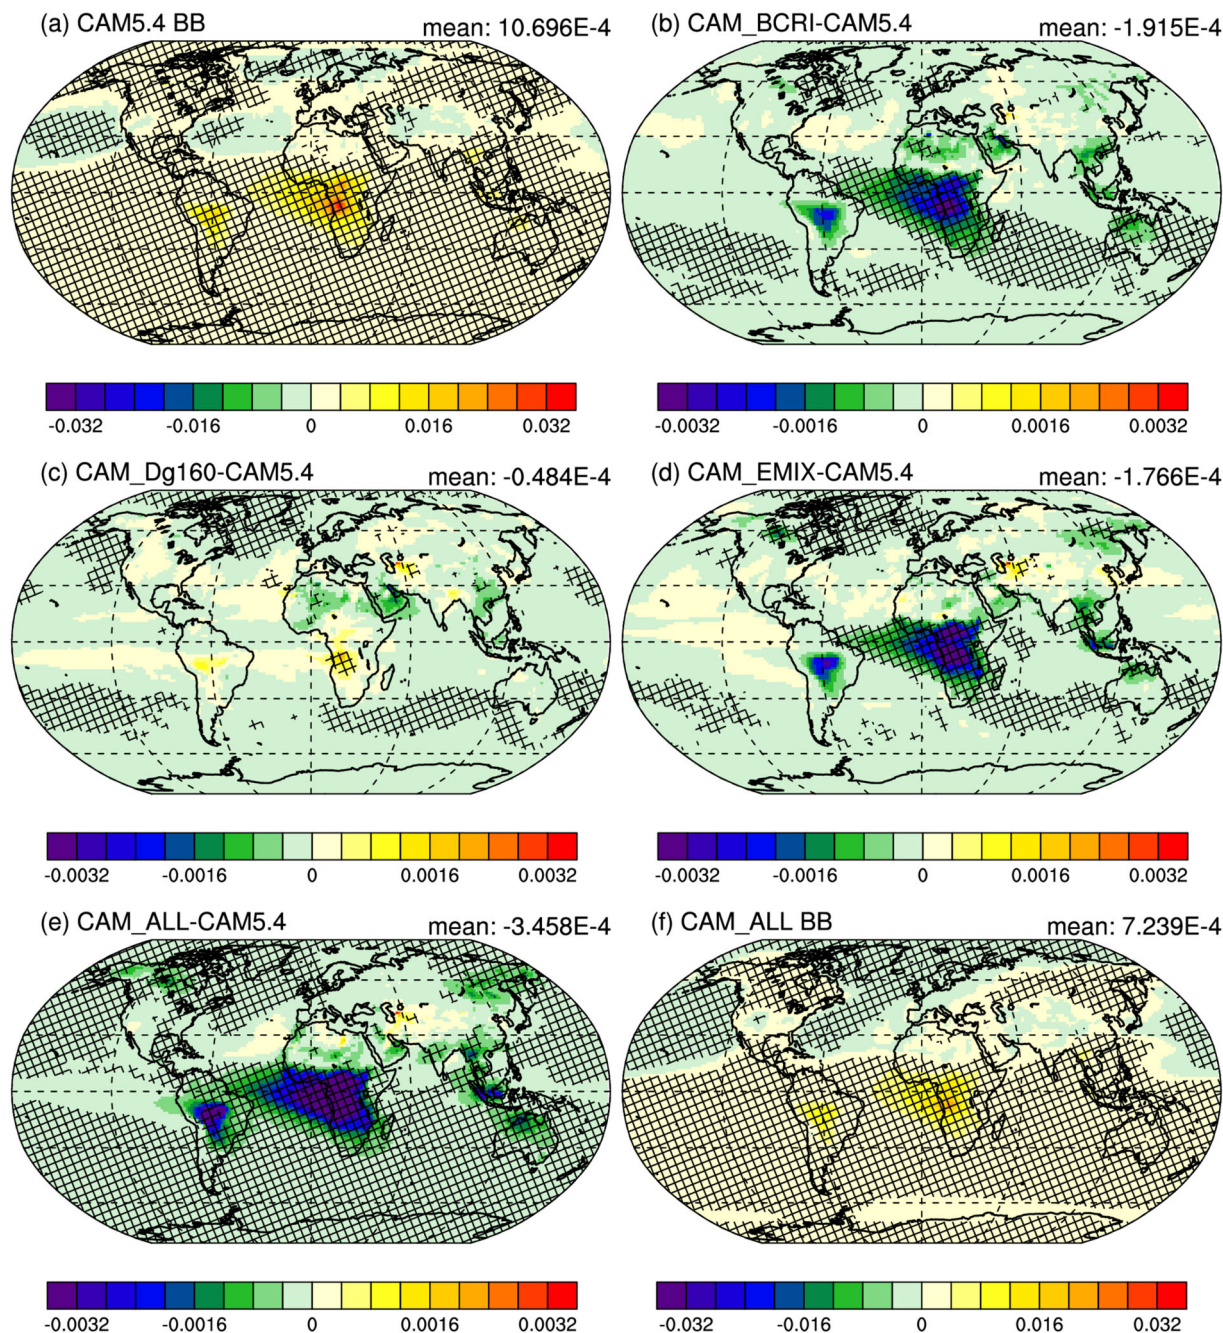 (a) CAM5.4 BB mean: 10.696E-4
(b) CAM_BCRI-CAM5.4 mean: -1.915E-4
-0.032 -0.016 0 0.016 0.032
-0.0032 -0.0016 0 0.0016 0.0032
(c) CAM_Dg160-CAM5.4 mean: -0.484E-4
(d) CAM_EMIX-CAM5.4 mean: -1.766E-4
-0.0032 -0.0016 0 0.0016 0.0032
-0.0032 -0.0016 0 0.0016 0.0032
(e) CAM_ALL-CAM5.4 mean: -3.458E-4
(f) CAM_ALL BB mean: 7.239E-4
-0.0032 -0.0016 0 0.0016 0.0032
-0.032 -0.016 0 0.016 0.032